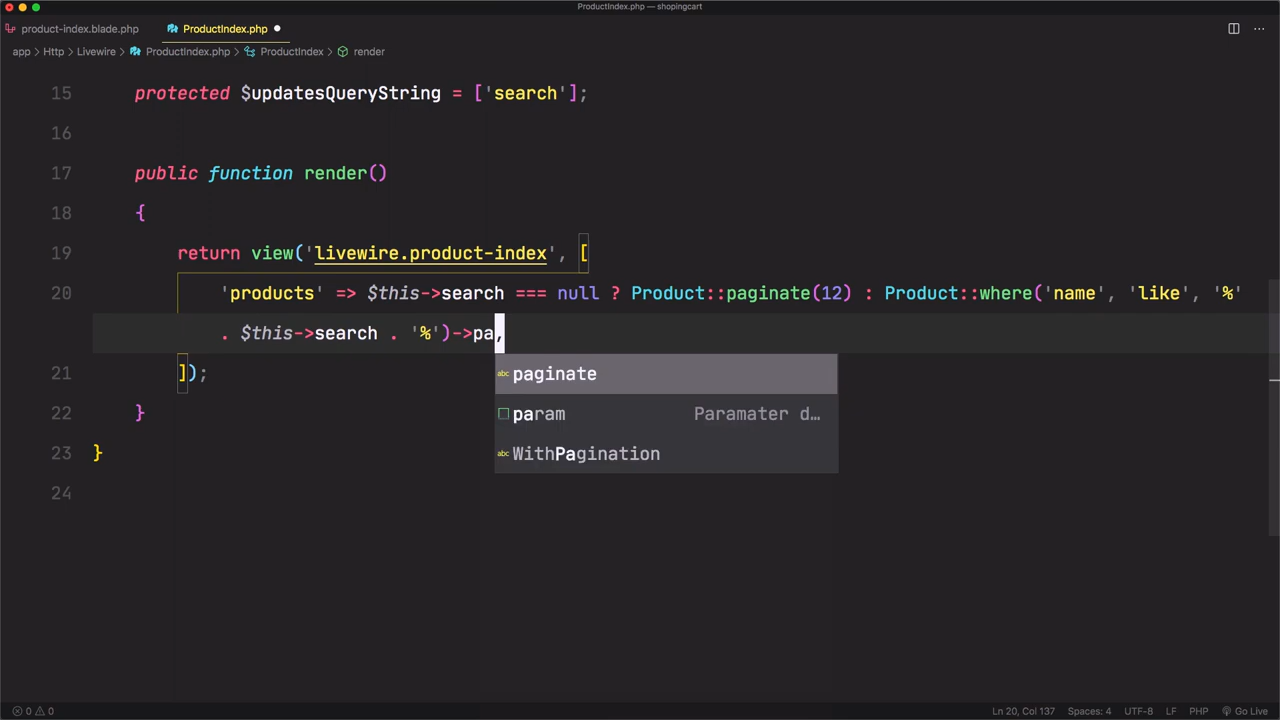 ProductIndex.php — shopingcart
product-index.blade.php ProductIndex.php
app > Http > Livewire > ProductIndex.php > ProductIndex > render
15 protected $updatesQueryString = ['search'];
16
17 public function render()
18 {
19 return view('livewire.product-index', [
20 'products' => $this->search === null ? Product::paginate(12) : Product::where('name', 'like', '%'
. $this->search . '%')->pa,
paginate
21 ]);
22 }
param Paramater d…
23 }
WithPagination
24
0 0 Ln 20, Col 137 Spaces: 4 UTF-8 LF PHP Go Live